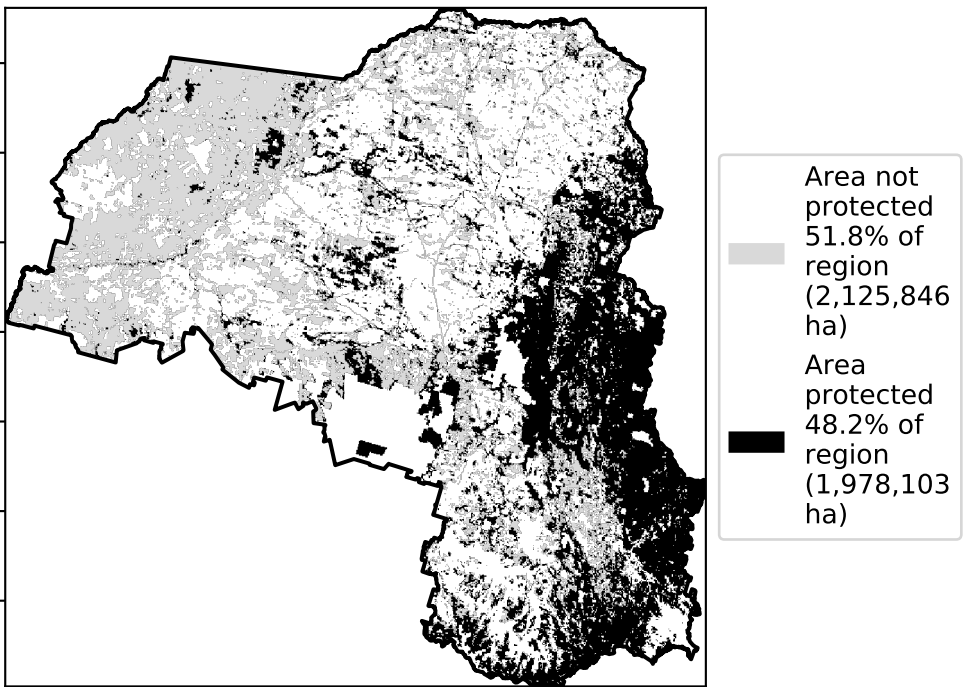 Area not
protected
51.8% of
region
(2,125,846
ha)
Area
protected
48.2% of
region
(1,978,103
ha)